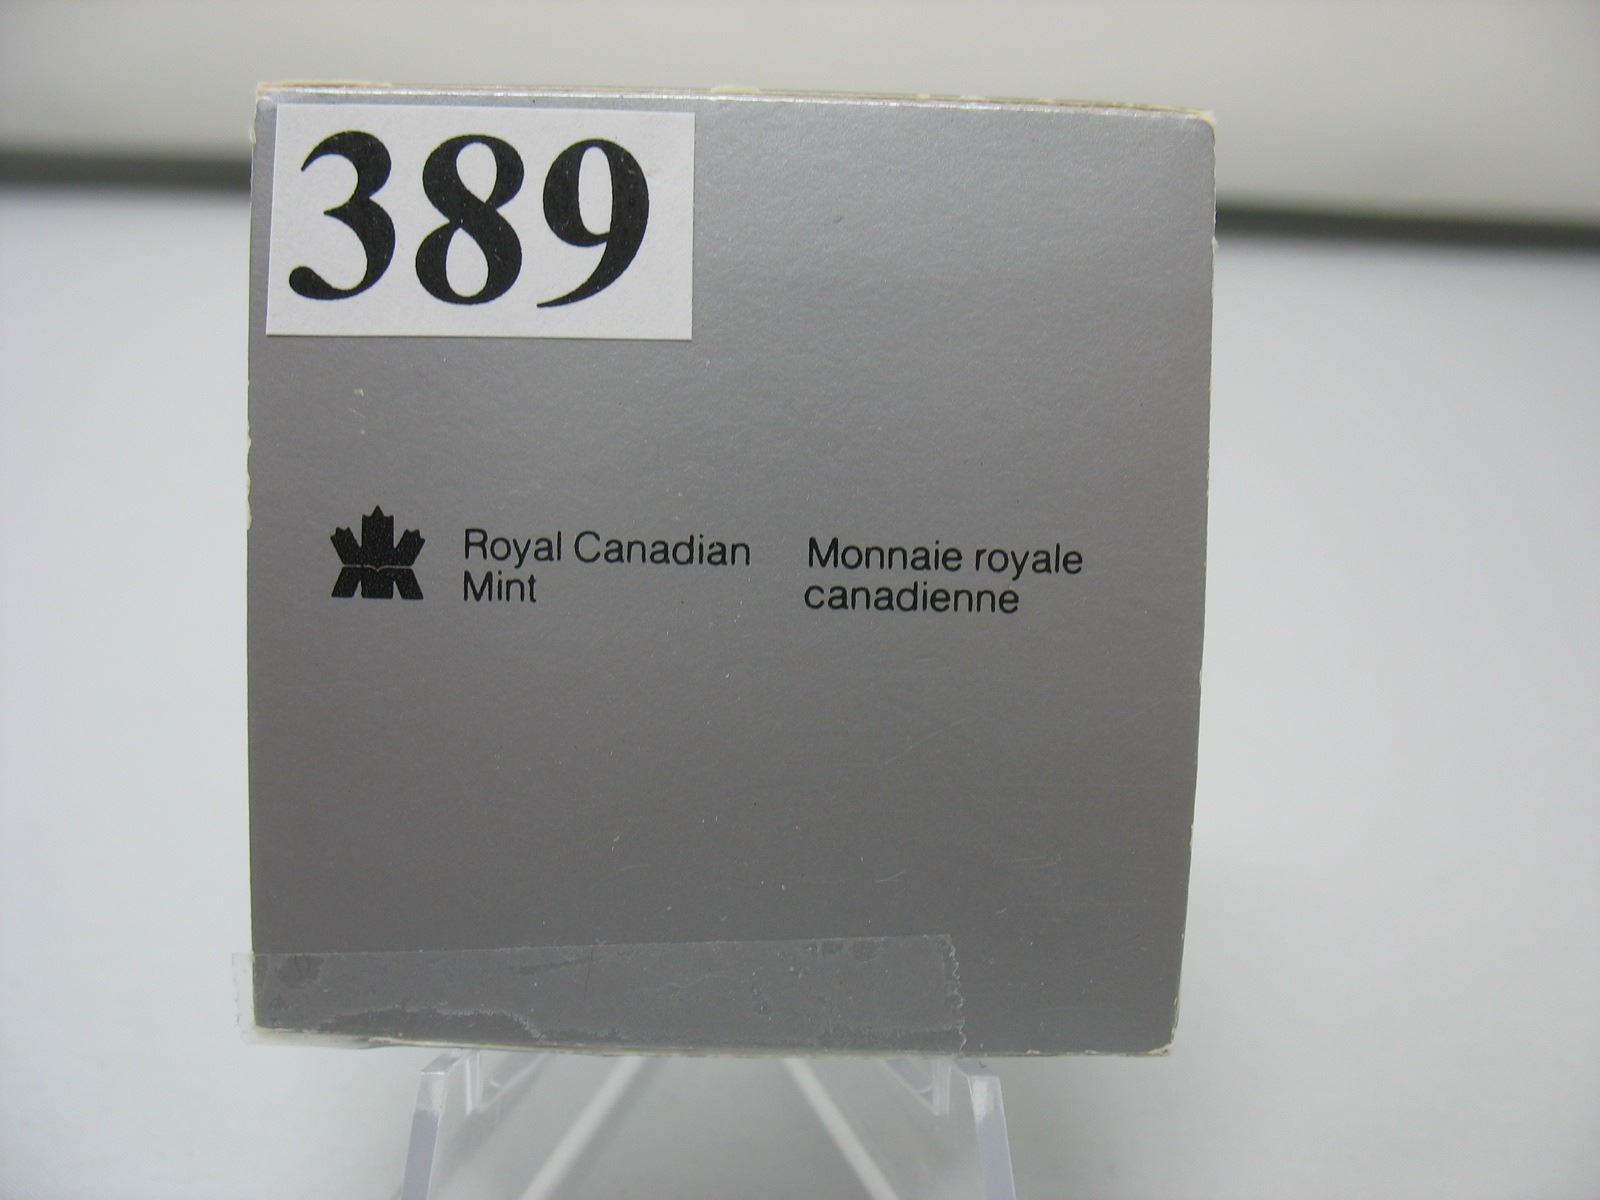 389
Royal Canadian
Mint
Monnaie royale
canadienne